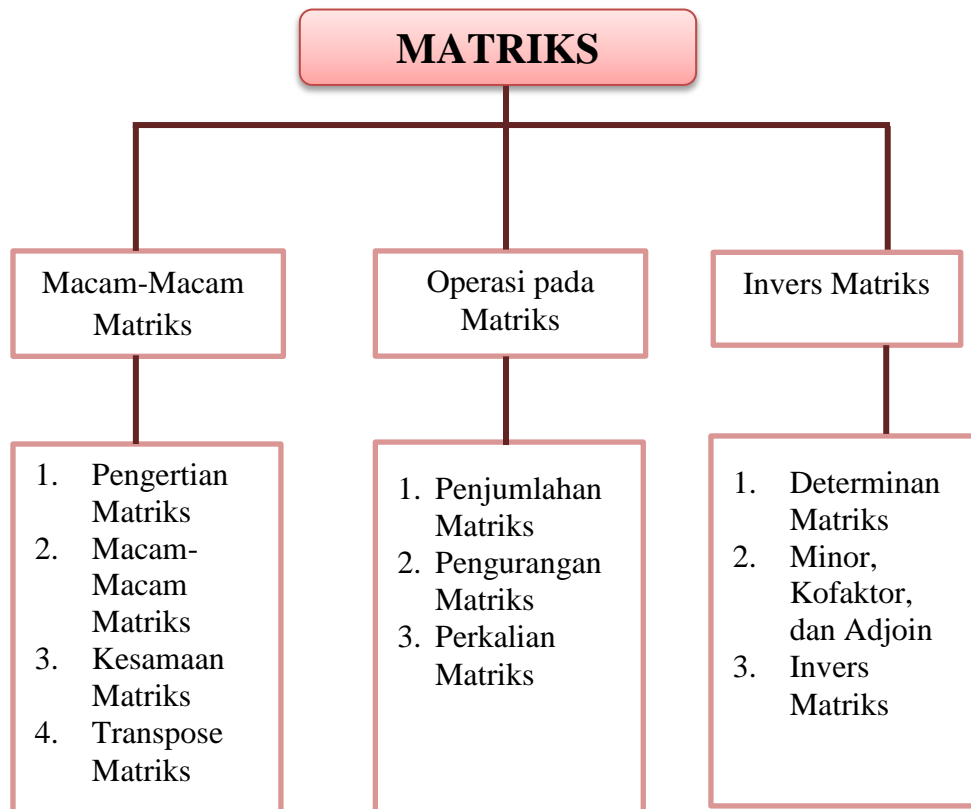 MATRIKS
Macam-Macam
Matriks
Operasi pada
Matriks
Invers Matriks
1. Pengertian
Matriks
2. Macam-
Macam
Matriks
3. Kesamaan
Matriks
4. Transpose
Matriks
1. Penjumlahan
Matriks
2. Pengurangan
Matriks
3. Perkalian
Matriks
1. Determinan
Matriks
2. Minor,
Kofaktor,
dan Adjoin
3. Invers
Matriks